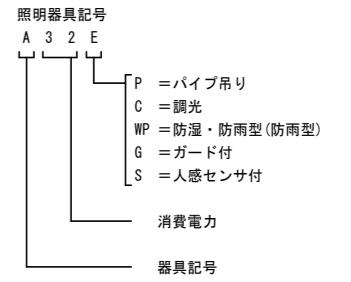 照明器具記号
A 3 2 E
P =パイプ吊り
C =調光
WP =防湿・防雨型(防雨型)
G =ガード付
S =人感センサ付
消費電力
器具記号